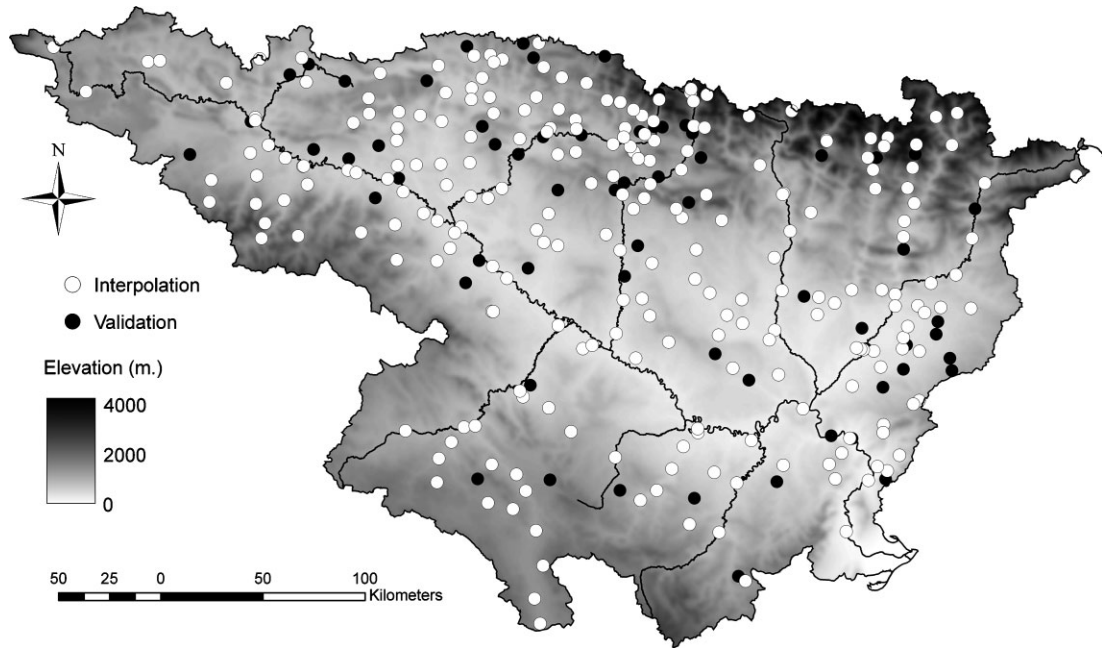 N
Interpolation
Validation
Elevation (m.)
4000
2000
0
50 25 0 50 100
Kilometers